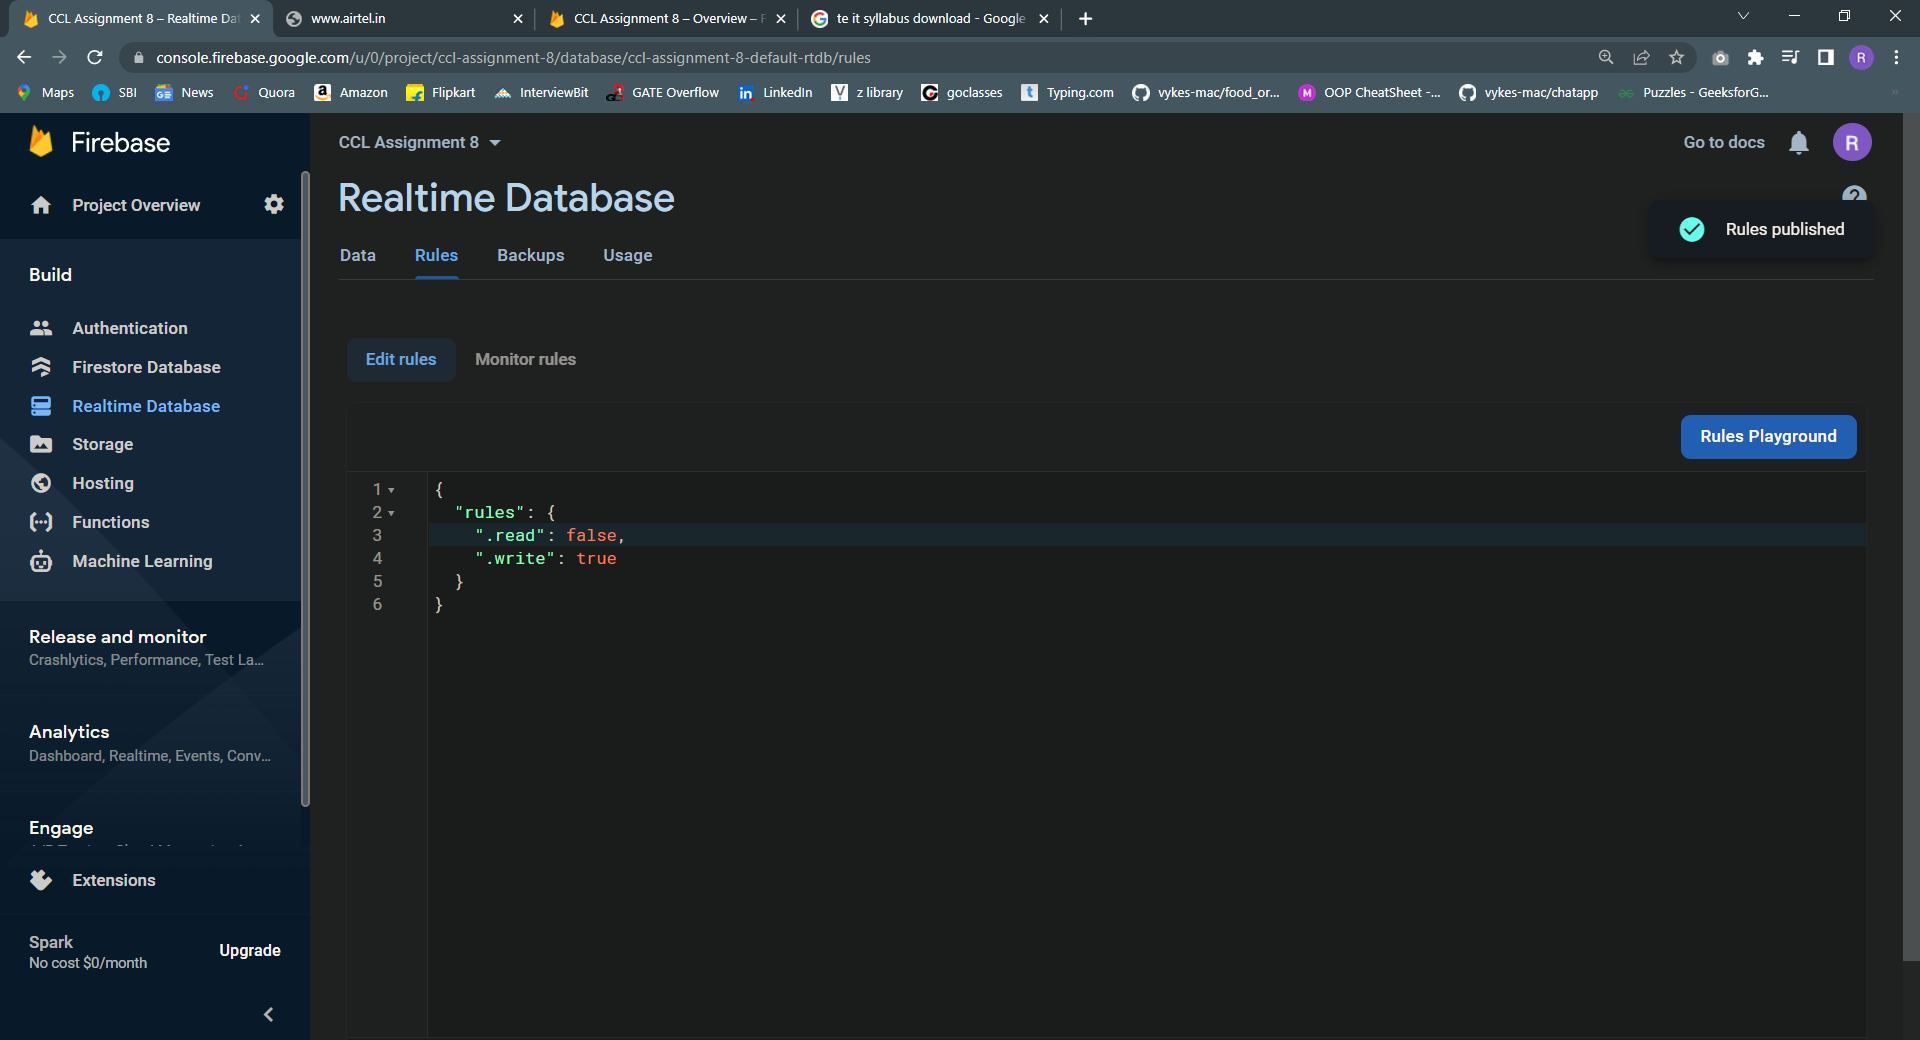 CCL Assignment 8 – Realtime Dat
www.airtel.in
CCL Assignment 8 – Overview – F
te it syllabus download - Google
console.firebase.google.com/u/0/project/ccl-assignment-8/database/ccl-assignment-8-default-rtdb/rules
R
Maps
SBI
News
Quora
Amazon
Flipkart
InterviewBit
GATE Overflow
LinkedIn
z library
goclasses
Typing.com
vykes-mac/food_or...
OOP CheatSheet -...
vykes-mac/chatapp
Puzzles - GeeksforG...
Firebase
Project Overview
Build
Authentication
Firestore Database
Realtime Database
Storage
Hosting
Functions
Machine Learning
Release and monitor
Crashlytics, Performance, Test La...
Analytics
Dashboard, Realtime, Events, Conv...
Engage
Extensions
Spark
No cost $0/month
Upgrade
CCL Assignment 8
Go to docs
R
Realtime Database
Rules published
Data
Rules
Backups
Usage
Edit rules
Monitor rules
Rules Playground
1 {
2 "rules": {
3 ".read": false,
4 ".write": true
5 }
6 }